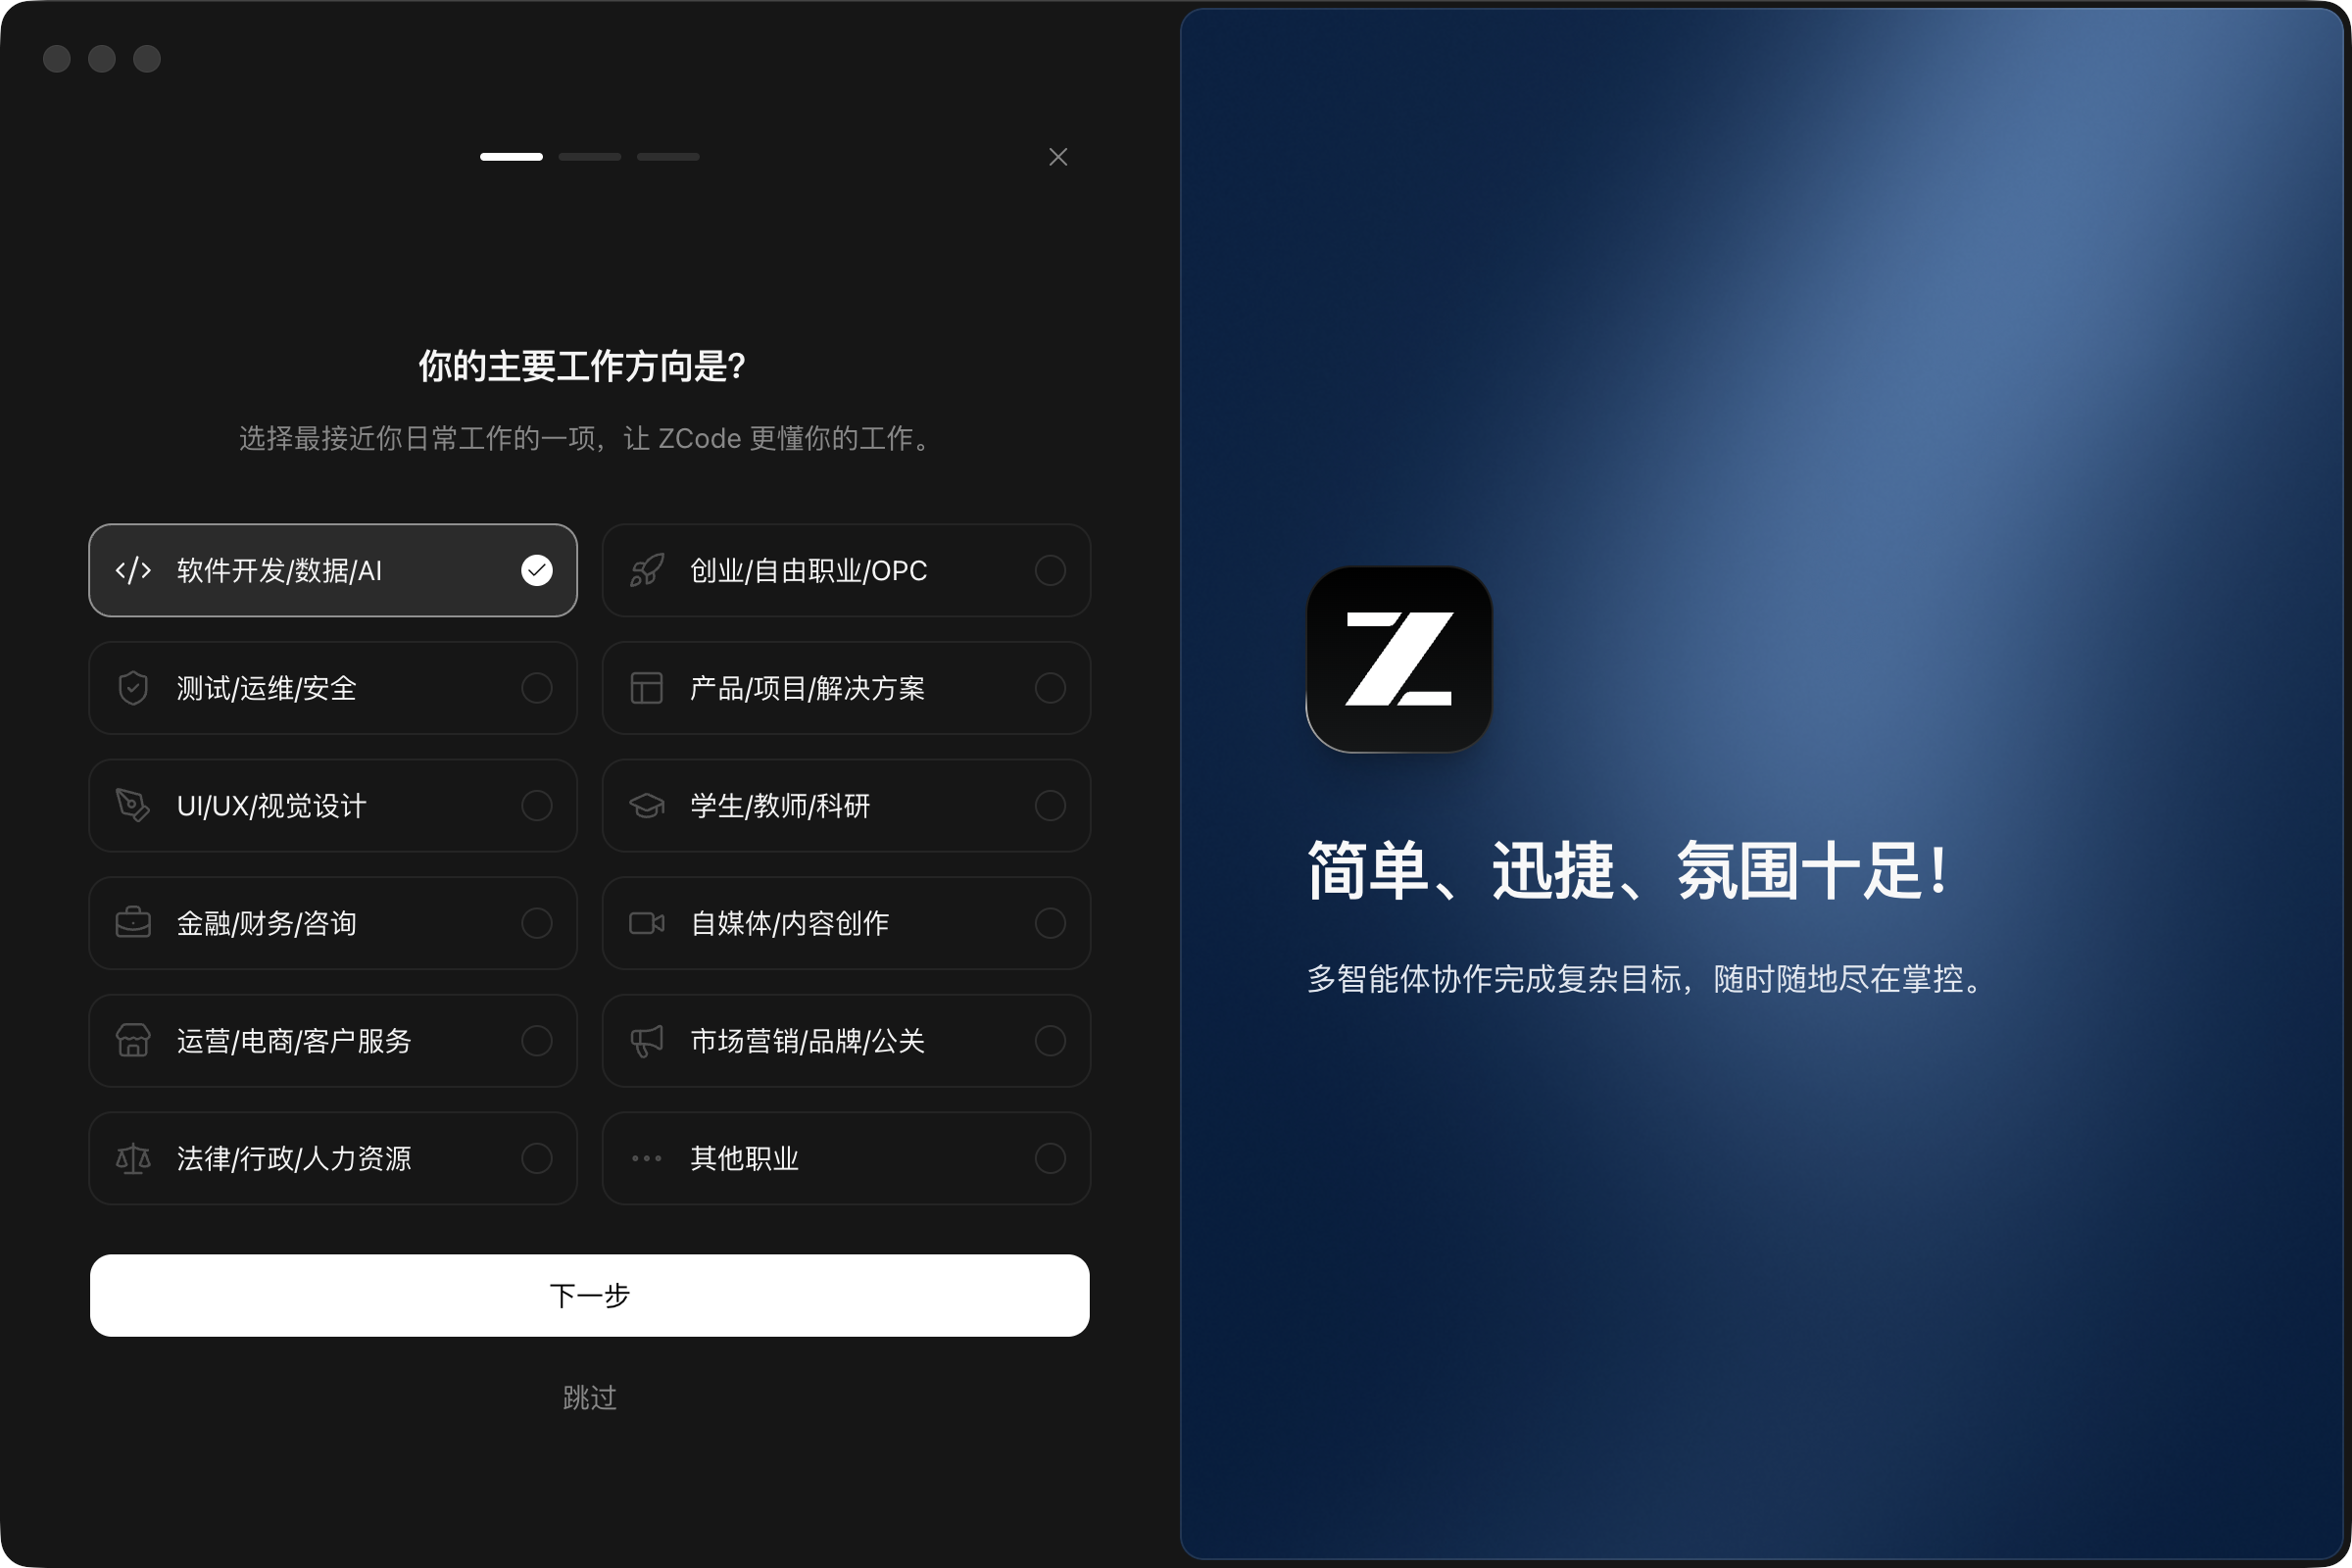 你的主要工作方向是?
选择最接近你日常工作的一项，让 ZCode 更懂你的工作。
软件开发/数据/AI
创业/自由职业/OPC
测试/运维/安全
产品/项目/解决方案
UI/UX/视觉设计
学生/教师/科研
金融/财务/咨询
自媒体/内容创作
运营/电商/客户服务
市场营销/品牌/公关
法律/行政/人力资源
其他职业
下一步
跳过
Z
简单、迅捷、氛围十足！
多智能体协作完成复杂目标，随时随地尽在掌控。